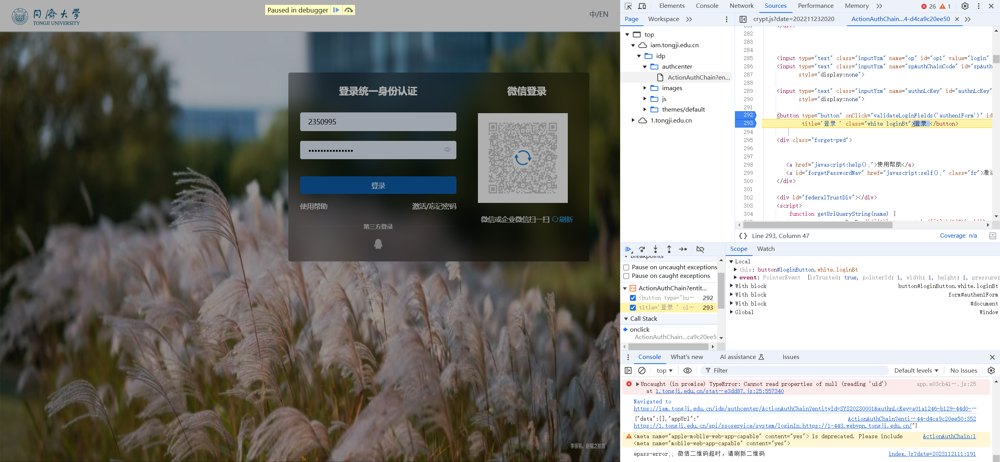 同濟大学
TONGJI UNIVERSITY
Paused in debugger
中/EN
登录统一身份认证
2350995
•••••••••••••••
登录
使用帮助
激活/忘记密码
第三方登录
微信登录
微信或企业微信扫一扫 刷新
李振铭、赵韫之拍摄
Elements
Console
Network
Sources
Performance
Memory
26
1
Page
Workspace
crypt.js?date=202211232020
ActionAuthChain...4-d4ca9c20ee50
top
iam.tongji.edu.cn
idp
authcenter
ActionAuthChain?en...
images
js
themes/default
1.tongji.edu.cn
282
283
284
285 <input type="text" class="inputYzm" name="op" id="op1" value="login"
286 <input type="text" class="inputYzm" name="spAuthChainCode" id="spAuth
287 style="display:none">
288
289 <input type="text" class="inputYzm" name="authnLcKey" id="authnLcKey"
290 style="display:none">
291
292 <button type="button" onClick="validateLoginFields('authen1Form')" id
293 title='登录 ' class="white loginBt">登录 </button>
294
295 <div class="forget-pwd">
296
297
298 <a href="javascript:help();">使用帮助</a>
299 <a id="forgetPasswordNav" href="javascript:self();" class="fr">激活
300 </div>
301
302 <div id="federalTrustDiv"></div>
303 <script>
304 function getUrlQueryString(name) {
{} Line 293, Column 47
Coverage: n/a
Breakpoints
Pause on uncaught exceptions
Pause on caught exceptions
ActionAuthChain?entit...
<button type="bu… 292
title='登录 ' cl… 293
Call Stack
onclick
ActionAuthChain...ca9c20ee5
Scope
Watch
Local
this: button#loginButton.white.loginBt
event: PointerEvent {isTrusted: true, pointerId: 1, width: 1, height: 1, pressure:
With block button#loginButton.white.loginBt
With block form#authen1Form
With block #document
Global Window
Console
What's new
AI assistance
Issues
top
Filter
Default levels
No Issues
Uncaught (in promise) TypeError: Cannot read properties of null (reading 'uid') app.e03cb41….js:25
at 1.tongji.edu.cn/stat…e3dd87.js:25:557340
Navigated to
https://iam.tongji.edu.cn/idp/authcenter/ActionAuthChain?entityId=SYS20230001&authnLcKey=a01a1246-b129-44d0-…
{"data":[],"appUrl":" ActionAuthChain?enti…44-d4ca9c20ee50:352
https://1.tongji.edu.cn/api/ssoservice/system/loginIn;https://1-443.webvpn.tongji.edu.cn/"}
<meta name="apple-mobile-web-app-capable" content="yes"> is deprecated. Please include ActionAuthChain:1
<meta name="mobile-web-app-capable" content="yes">
epass-error;; 微信二维码超时，请刷新二维码 index.js?date=2023112111:191